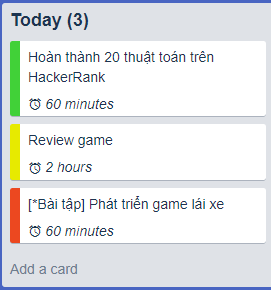 Today (3)
Hoàn thành 20 thuật toán trên
HackerRank
60 minutes
Review game
2 hours
[*Bài tập] Phát triển game lái xe
60 minutes
Add a card